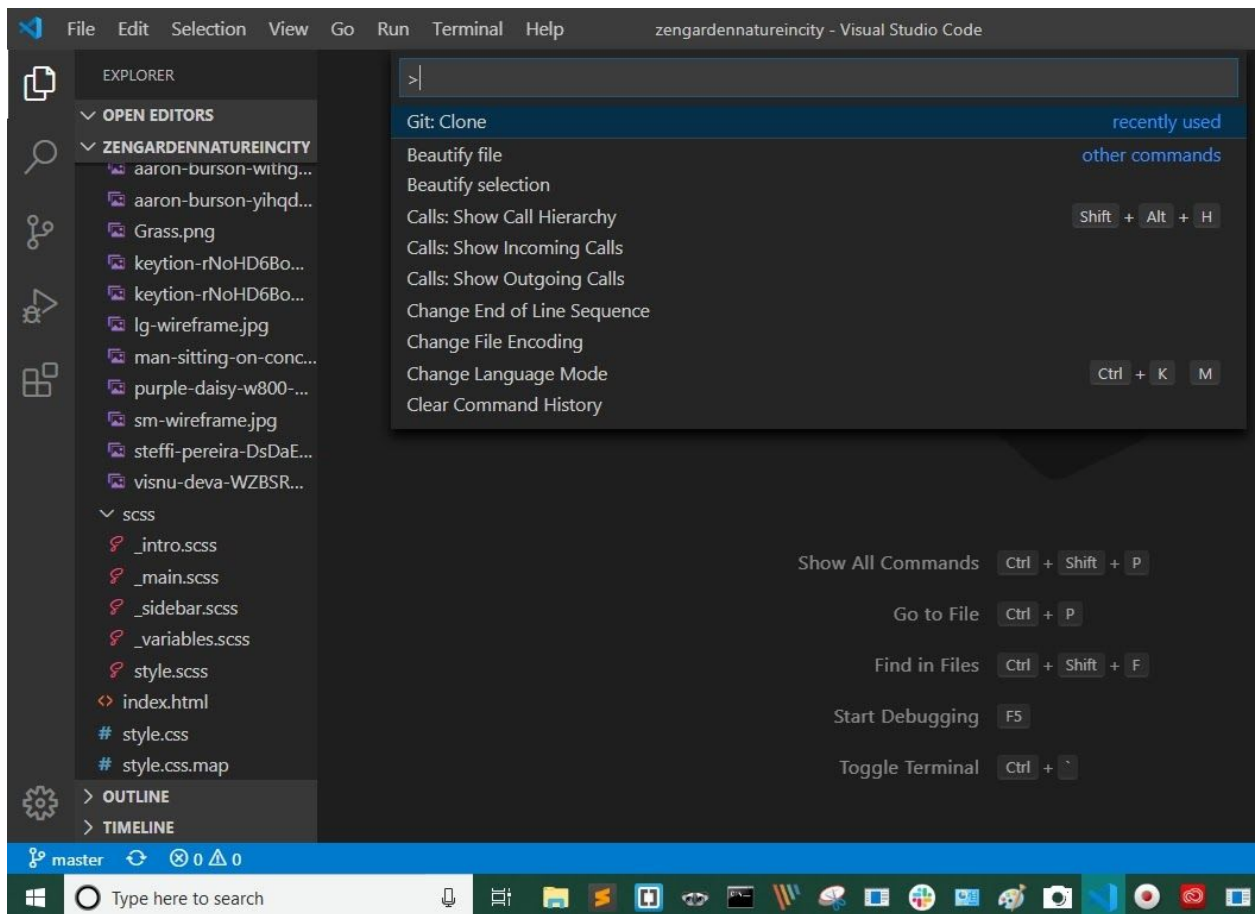 File Edit Selection View Go Run Terminal Help zengardennatureincity - Visual Studio Code
EXPLORER
OPEN EDITORS
ZENGARDENNATUREINCITY
aaron-burson-withg...
aaron-burson-yihqd...
Grass.png
keytion-rNoHD6Bo...
keytion-rNoHD6Bo...
lg-wireframe.jpg
man-sitting-on-conc...
purple-daisy-w800-...
sm-wireframe.jpg
steffi-pereira-DsDaE...
visnu-deva-WZBSR...
scss
_intro.scss
_main.scss
_sidebar.scss
_variables.scss
style.scss
index.html
style.css
style.css.map
OUTLINE
TIMELINE
>
Git: Clone recently used
Beautify file other commands
Beautify selection
Calls: Show Call Hierarchy Shift + Alt + H
Calls: Show Incoming Calls
Calls: Show Outgoing Calls
Change End of Line Sequence
Change File Encoding
Change Language Mode Ctrl + K M
Clear Command History
Show All Commands Ctrl + Shift + P
Go to File Ctrl + P
Find in Files Ctrl + Shift + F
Start Debugging F5
Toggle Terminal Ctrl + `
master 0 0
Type here to search